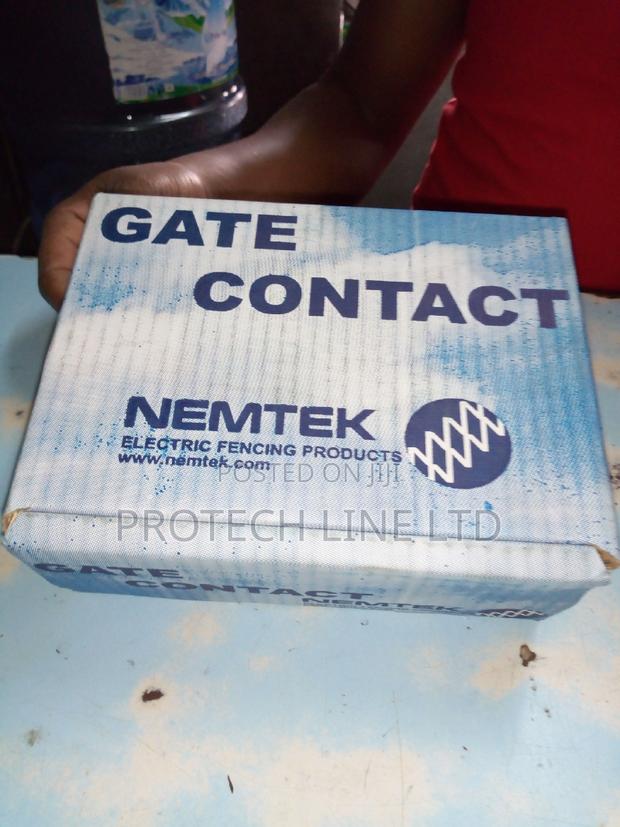 GATE
CONTACT
NEMTEK
ELECTRIC FENCING PRODUCTS
www.nemtek.com
POSTED ON JIJI
PROTECH LINE LTD
GATE
CONTACT
NEMTEK